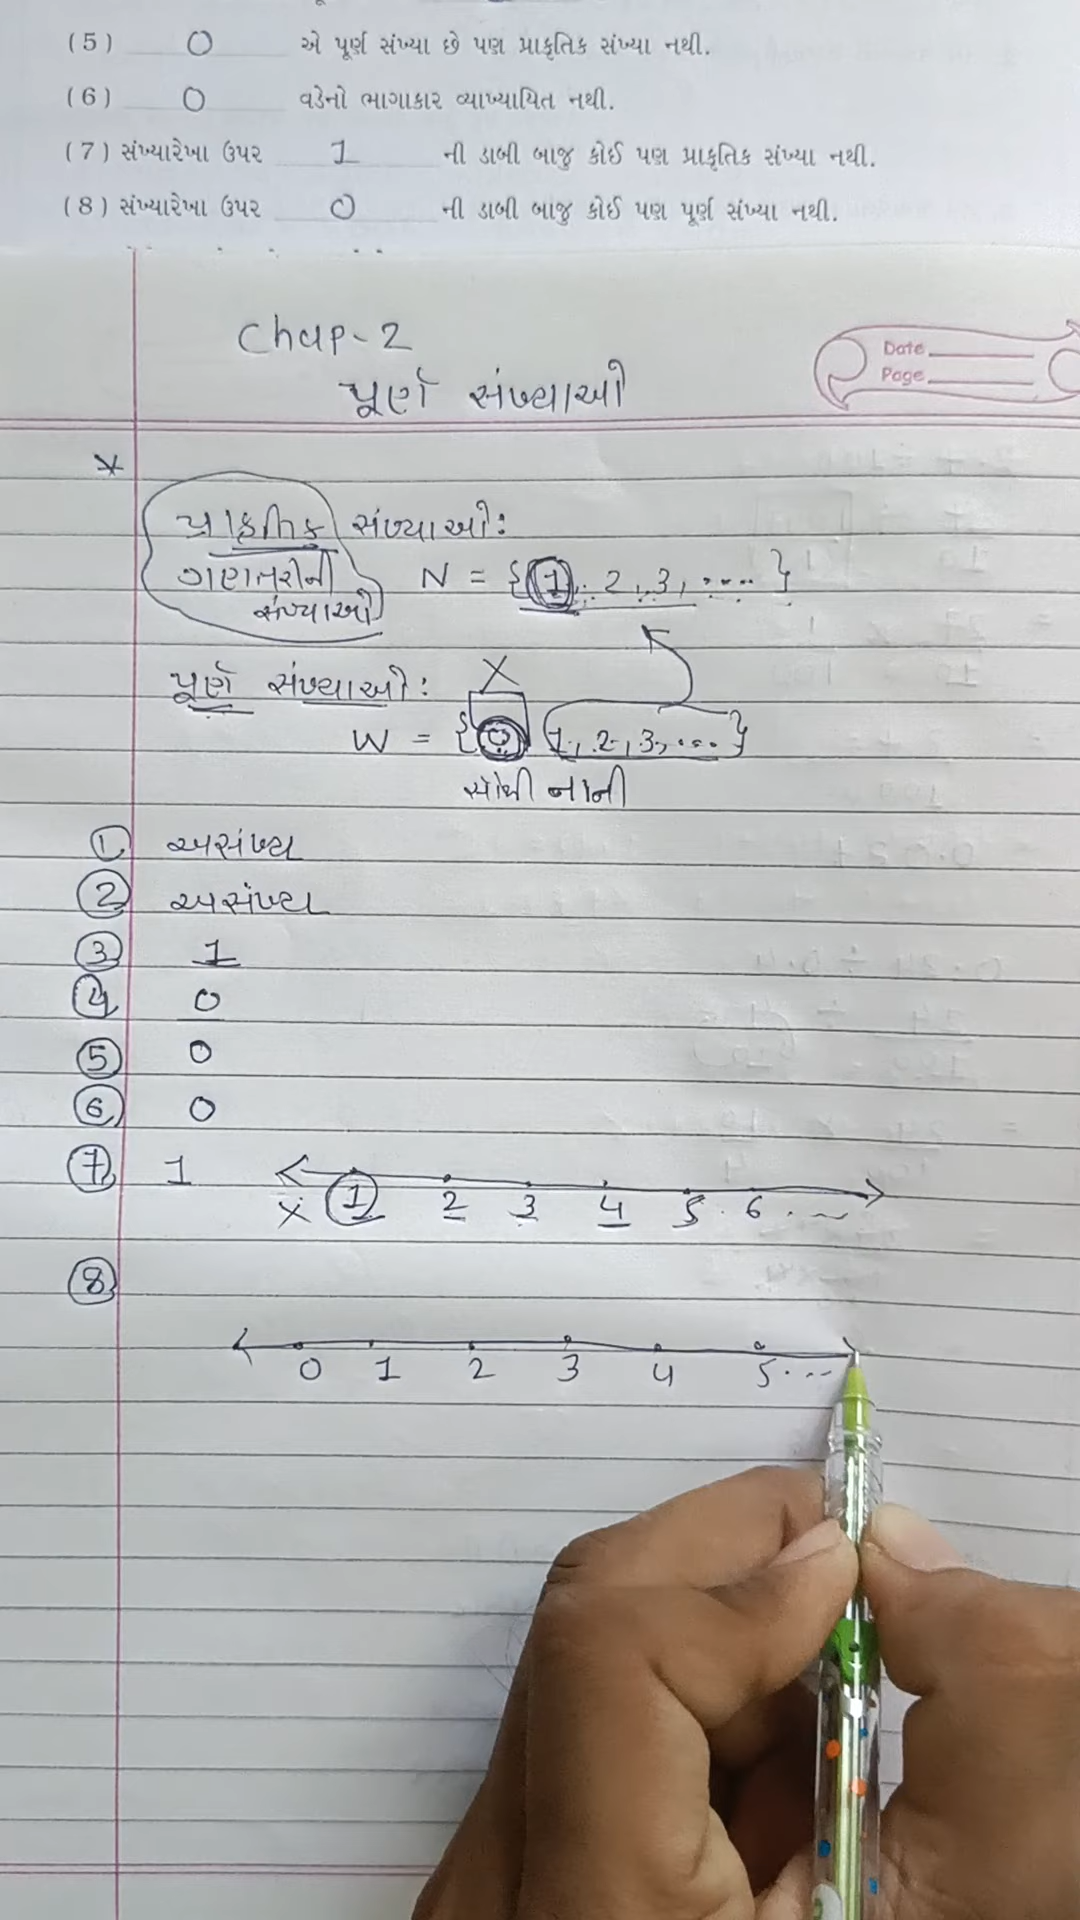 (5) 0 એ પૂર્ણ સંખ્યા છે પણ પ્રાકૃતિક સંખ્યા નથી.
(6) 0 વડેનો ભાગાકાર વ્યાખ્યાયિત નથી.
(7) સંખ્યારેખા ઉપર 1 ની ડાબી બાજુ કોઈ પણ પ્રાકૃતિક સંખ્યા નથી.
(8) સંખ્યારેખા ઉપર 0 ની ડાબી બાજુ કોઈ પણ પૂર્ણ સંખ્યા નથી.
Chap-2
પૂર્ણ સંખ્યાઓ
Date
Page
*
પ્રાકૃતિક સંખ્યાઓ:
ગણતરીની N = {1, 2, 3, .... }
સંખ્યાઓ
પૂર્ણ સંખ્યાઓ: X
W = {0, 1, 2, 3, .... }
સૌથી નાની
① અસંખ્ય
② અસંખ્ય
③ 1
④ 0
⑤ 0
⑥ 0
⑦ 1
X 1 2 3 4 5 . 6 . ...
⑧
0 1 2 3 4 5 ....